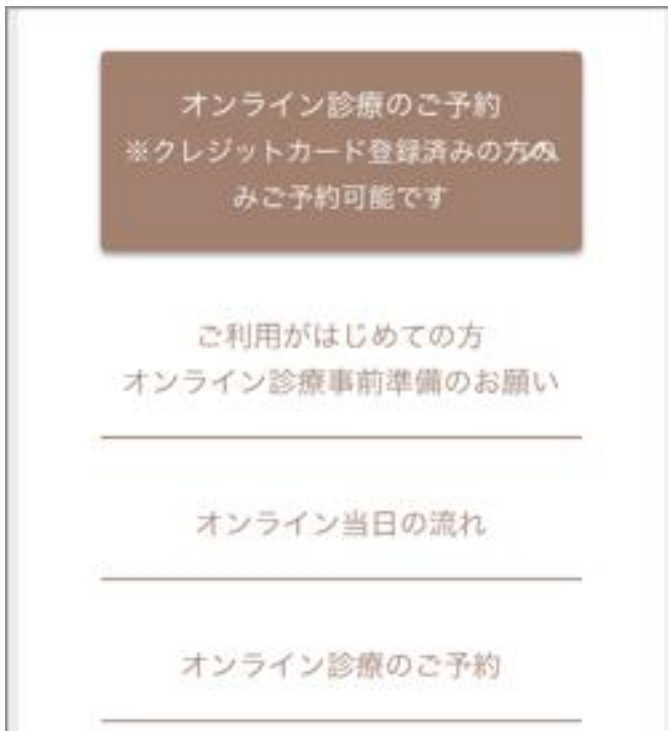 オンライン診療のご予約
※クレジットカード登録済みの方の
みご予約可能です
ご利用がはじめての方
オンライン診療事前準備のお願い
オンライン当日の流れ
オンライン診療のご予約